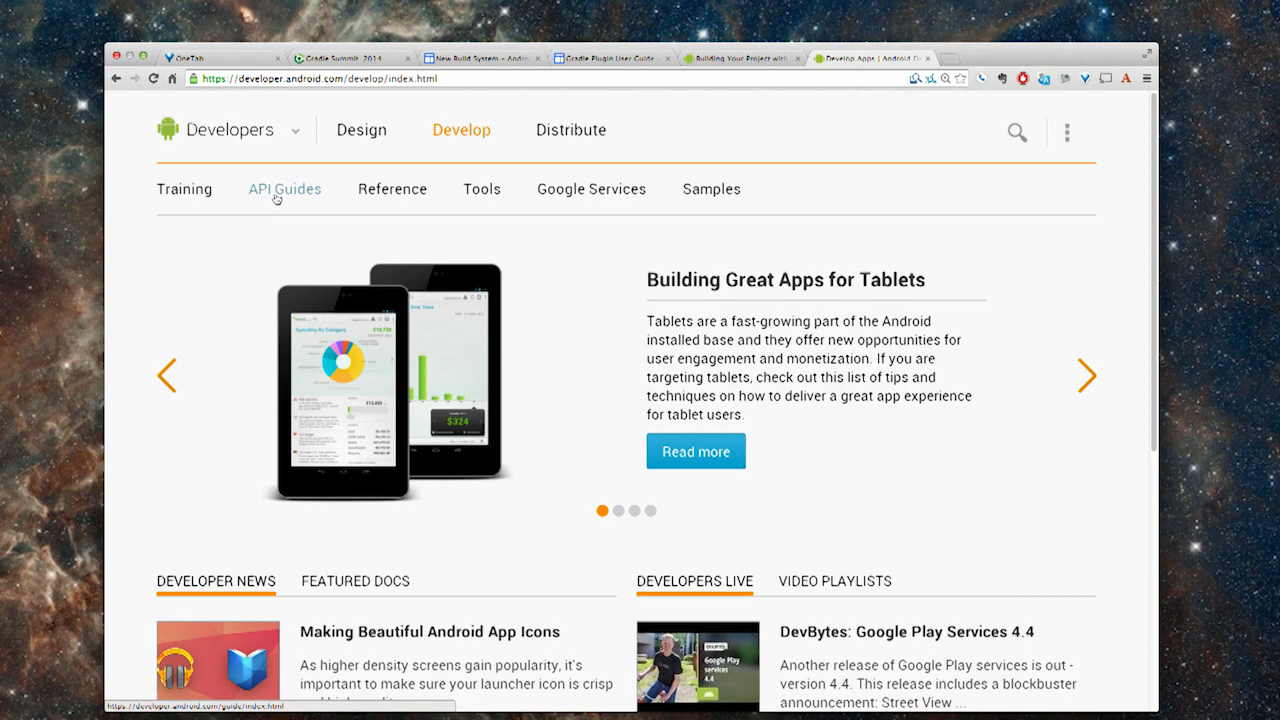 OneTab
Gradle Summit 2014
New Build System - Andro
Gradle Plugin User Guide -
Building Your Project with
Develop Apps | Android De
https://developer.android.com/develop/index.html
Developers
Design
Develop
Distribute
Training
API Guides
Reference
Tools
Google Services
Samples
Spending By Category
Over Time
$324
Building Great Apps for Tablets
Tablets are a fast-growing part of the Android
installed base and they offer new opportunities for
user engagement and monetization. If you are
targeting tablets, check out this list of tips and
techniques on how to deliver a great app experience
for tablet users.
Read more
DEVELOPER NEWS
FEATURED DOCS
DEVELOPERS LIVE
VIDEO PLAYLISTS
Making Beautiful Android App Icons
As higher density screens gain popularity, it's
important to make sure your launcher icon is crisp
DevBytes: Google Play Services 4.4
Another release of Google Play services is out -
version 4.4. This release includes a blockbuster
announcement: Street View ...
Google Play
services
4.4
https://developer.android.com/guide/index.html